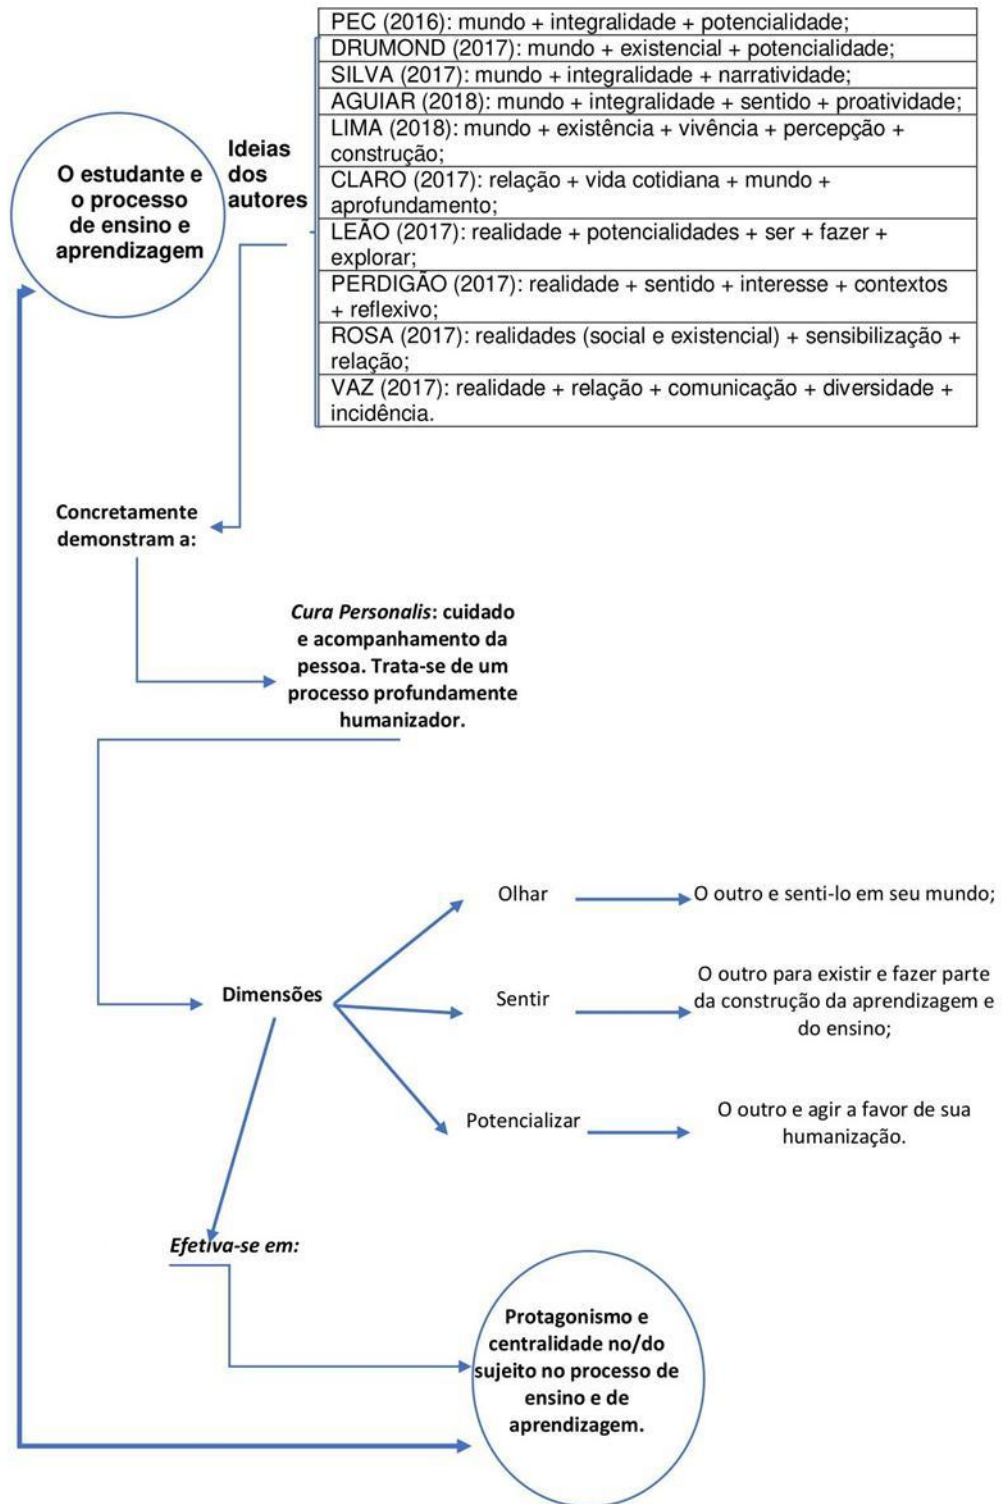 PEC (2016): mundo + integralidade + potencialidade;
DRUMOND (2017): mundo + existencial + potencialidade;
SILVA (2017): mundo + integralidade + narratividade;
AGUIAR (2018): mundo + integralidade + sentido + proatividade;
LIMA (2018): mundo + existência + vivência + percepção +
construção;
CLARO (2017): relação + vida cotidiana + mundo +
aprofundamento;
LEÃO (2017): realidade + potencialidades + ser + fazer +
explorar;
PERDIGÃO (2017): realidade + sentido + interesse + contextos
+ reflexivo;
ROSA (2017): realidades (social e existencial) + sensibilização +
relação;
VAZ (2017): realidade + relação + comunicação + diversidade +
incidência.
Ideias
dos
autores
O estudante e
o processo
de ensino e
aprendizagem
Concretamente
demonstram a:
Cura Personalis: cuidado
e acompanhamento da
pessoa. Trata-se de um
processo profundamente
humanizador.
Dimensões
Olhar
O outro e senti-lo em seu mundo;
Sentir
O outro para existir e fazer parte
da construção da aprendizagem e
do ensino;
Potencializar
O outro e agir a favor de sua
humanização.
Efetiva-se em:
Protagonismo e
centralidade no/do
sujeito no processo de
ensino e de
aprendizagem.